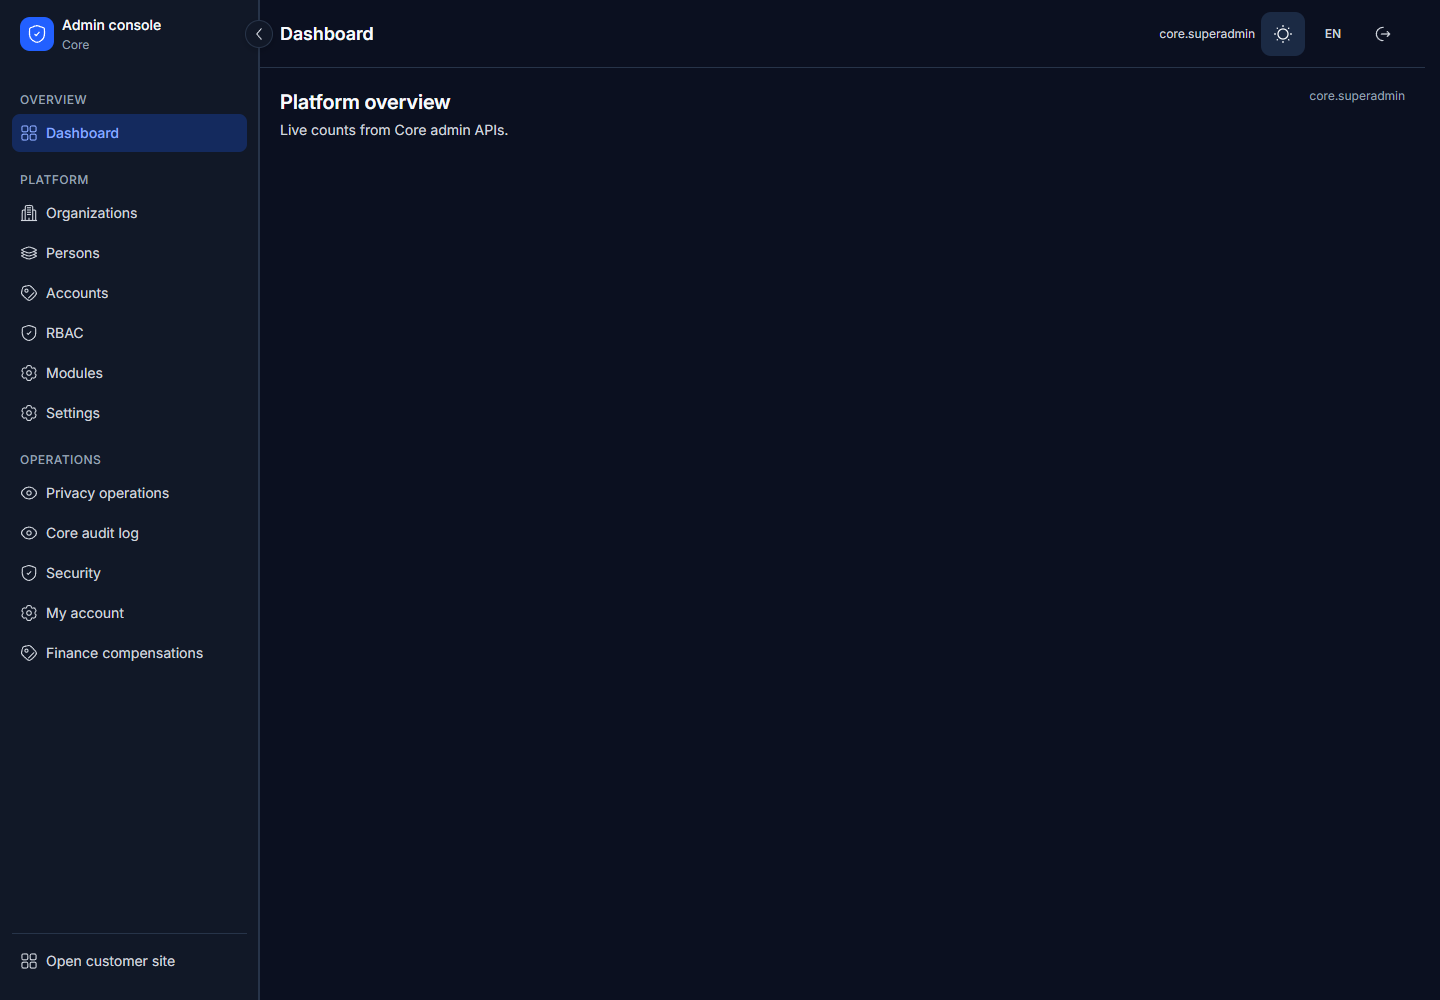 Admin console
Core
OVERVIEW
Dashboard
PLATFORM
Organizations
Persons
Accounts
RBAC
Modules
Settings
OPERATIONS
Privacy operations
Core audit log
Security
My account
Finance compensations
Open customer site
Dashboard
core.superadmin
EN
Platform overview
core.superadmin
Live counts from Core admin APIs.